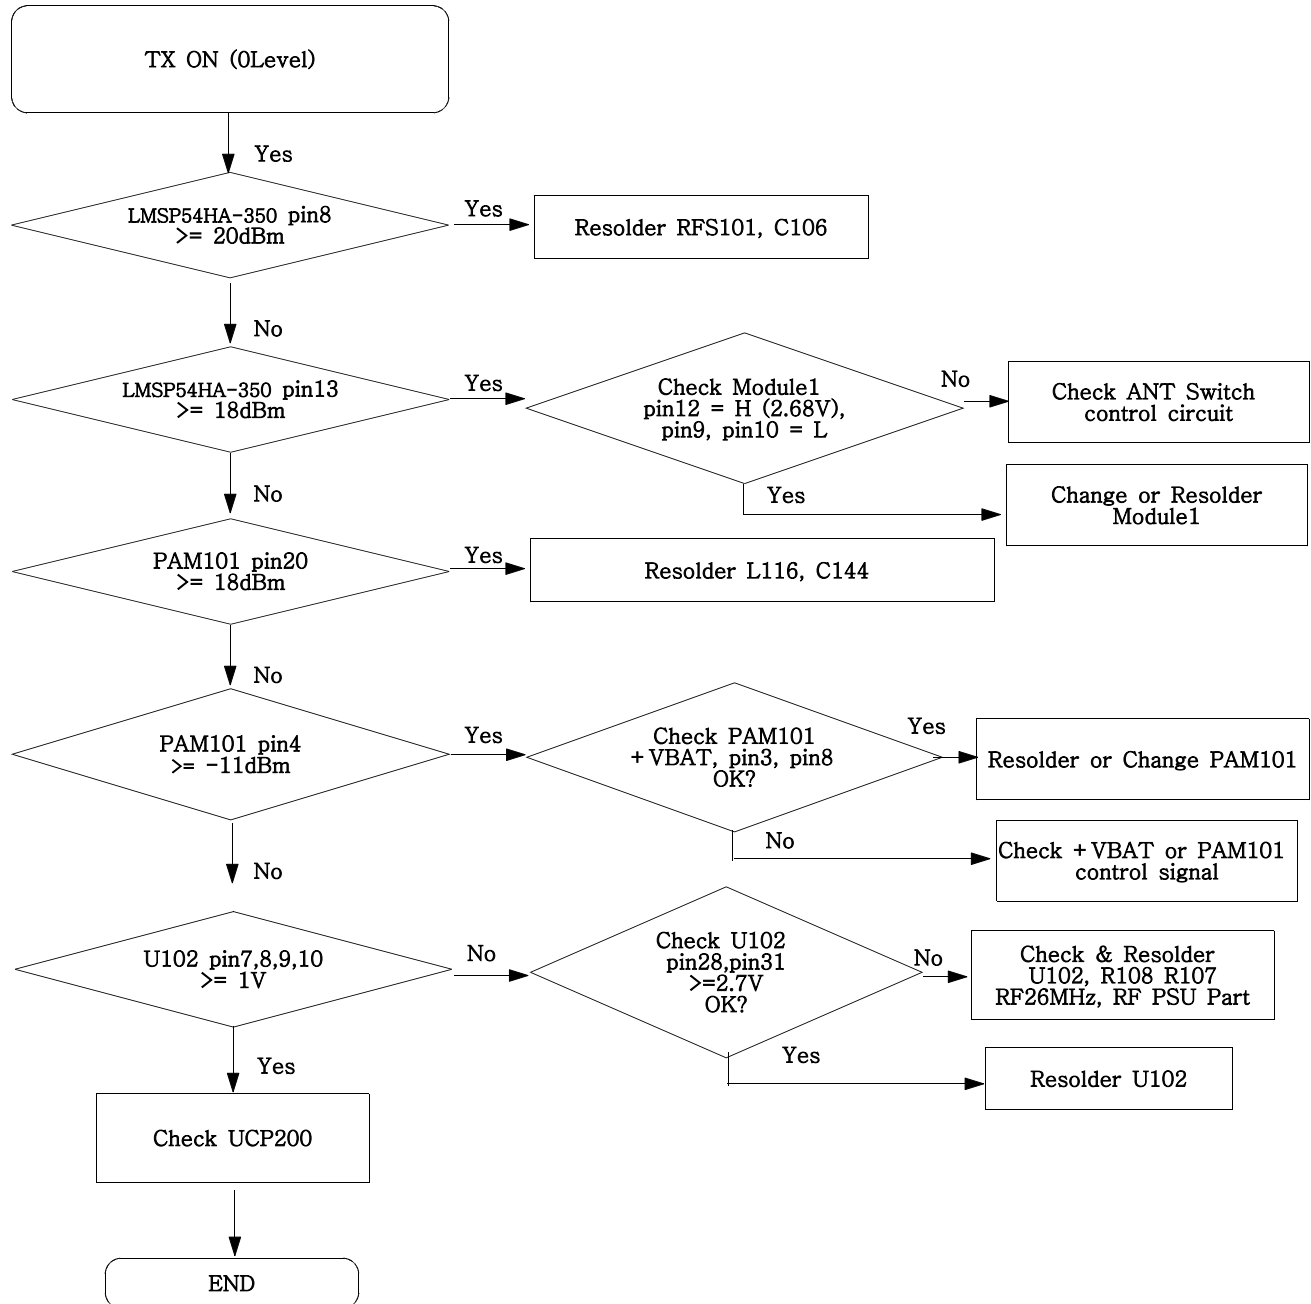 TX ON (0Level)
Yes
LMSP54HA-350 pin8
>= 20dBm
Yes
Resolder RFS101, C106
No
LMSP54HA-350 pin13
>= 18dBm
Yes
Check Module1
pin12 = H (2.68V),
pin9, pin10 = L
No
Check ANT Switch
control circuit
Yes
Change or Resolder
Module1
No
PAM101 pin20
>= 18dBm
Yes
Resolder L116, C144
No
PAM101 pin4
>= -11dBm
Yes
Check PAM101
+VBAT, pin3, pin8
OK?
Yes
Resolder or Change PAM101
No
Check +VBAT or PAM101
control signal
No
U102 pin7,8,9,10
>= 1V
No
Check U102
pin28,pin31
>=2.7V
OK?
No
Check & Resolder
U102, R108 R107
RF26MHz, RF PSU Part
Yes
Resolder U102
Yes
Check UCP200
END